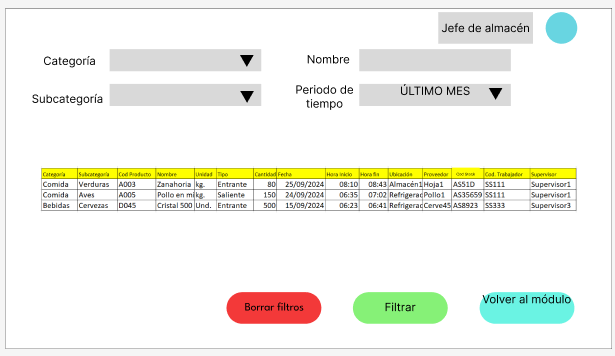 Jefe de almacén
Categoría
Nombre
Subcategoría
Periodo de
tiempo
ÚLTIMO MES
Categoría Subcategoría Cod Producto Nombre Unidad Tipo Cantidad Fecha Hora Inicio Hora fin Ubicación Proveedor Cod Stock Cod. Trabajador Supervisor
Comida Verduras A003 Zanahoria kg. Entrante 80 25/09/2024 08:10 08:43 Almacén1 Hoja1 AS51D SS111 Supervisor1
Comida Aves A005 Pollo en mi kg. Saliente 150 24/09/2024 06:35 07:02 Refrigerac Pollo1 AS35659 SS111 Supervisor1
Bebidas Cervezas D045 Cristal 500 Und. Entrante 500 15/09/2024 06:23 06:41 Refrigerac Cerve45 AS8923 SS333 Supervisor3
Borrar filtros
Filtrar
Volver al módulo